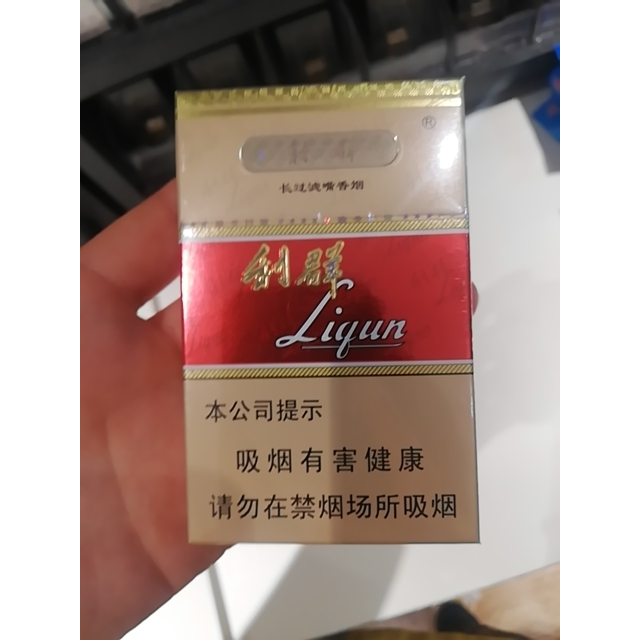 ®
长过滤嘴香烟
利群
Liqun
本公司提示
吸烟有害健康
请勿在禁烟场所吸烟